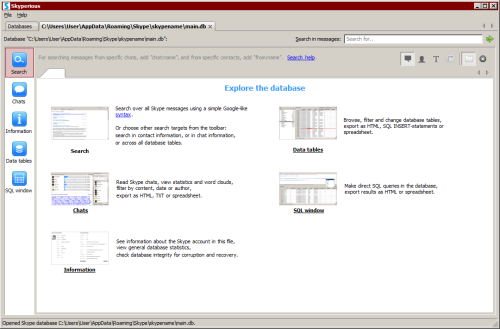 Skyperious
File Help
Databases C:\Users\User\AppData\Roaming\Skype\skypename\main.db
Database "C:\Users\User\AppData\Roaming\Skype\skypename\main.db":
Search in messages: Search for...
For searching messages from specific chats, add "chat:name", and from specific contacts, add "from:name". Search help
Search
Chats
Information
Data tables
SQL window
Explore the database
Search over all Skype messages using a simple Google-like
syntax.
Or choose other search targets from the toolbar:
search in contact information, or in chat information,
or across all database tables.
Search
Browse, filter and change database tables,
export as HTML, SQL INSERT-statements or
spreadsheet.
Data tables
Read Skype chats, view statistics and word clouds,
filter by content, date or author,
export as HTML, TXT or spreadsheet.
Chats
Make direct SQL queries in the database,
export results as HTML or spreadsheet.
SQL window
See information about the Skype account in this file,
view general database statistics,
check database integrity for corruption and recovery.
Information
Opened Skype database C:\Users\User\AppData\Roaming\Skype\skypename\main.db.